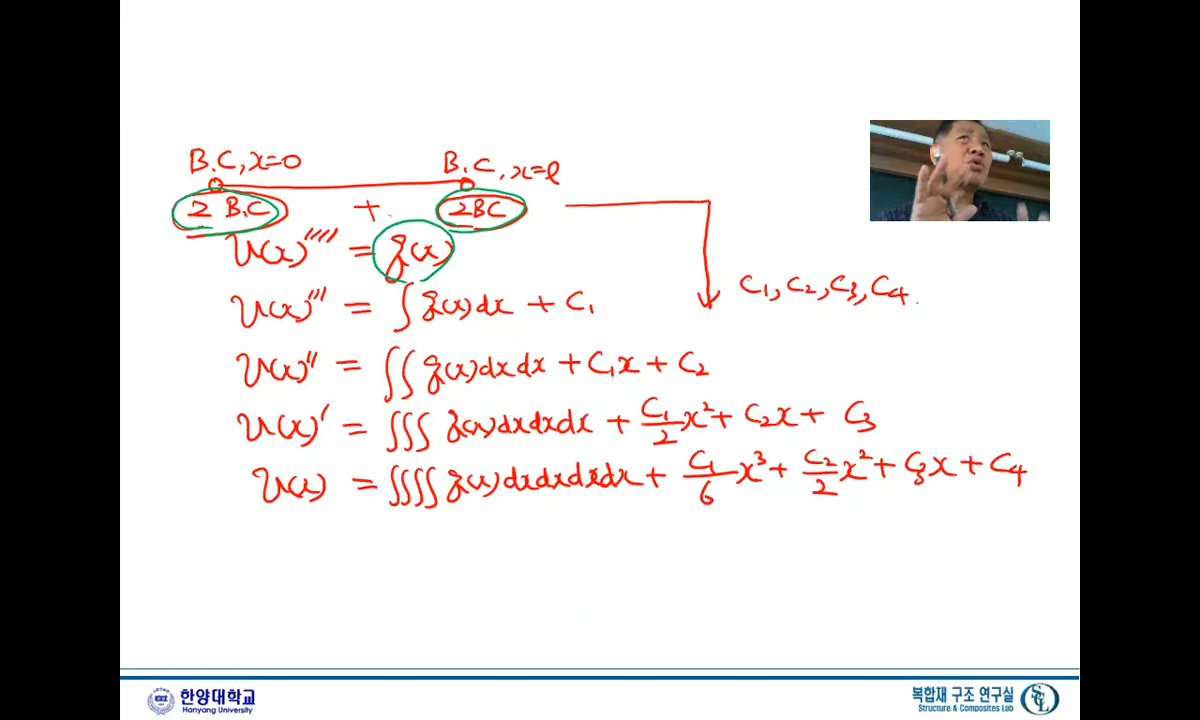 B.C, x=0
B.C, x=l
2 B.C + 2BC
v(x)'''' = q(x)
v(x)''' = ∫ q(x)dx + C₁
C₁, C₂, C₃, C₄
v(x)'' = ∫∫ q(x)dxdx + C₁x + C₂
v(x)' = ∫∫∫ q(x)dxdxdx + C₁/2 x² + C₂x + C₃
v(x) = ∫∫∫∫ q(x)dxdxdxdx + C₁/6 x³ + C₂/2 x² + C₃x + C₄
한양대학교
Hanyang University
복합재 구조 연구실
Structure & Composites Lab